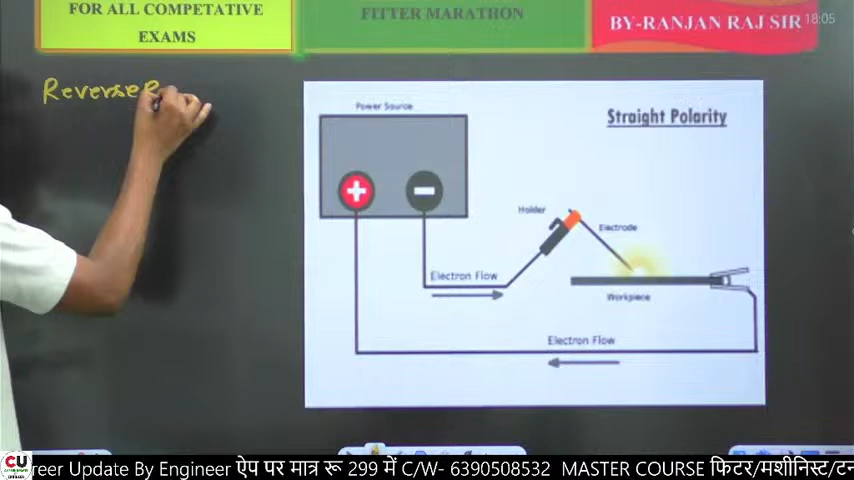 FOR ALL COMPETATIVE
EXAMS
FITTER MARATHON
BY-RANJAN RAJ SIR
18:05
Reverse
Power Source
Straight Polarity
Holder
Electrode
Electron Flow
Workpiece
Electron Flow
CU
reer Update By Engineer ऐप पर मात्र रू 299 में C/W- 6390508532 MASTER COURSE फिटर/मशीनिस्ट/टन